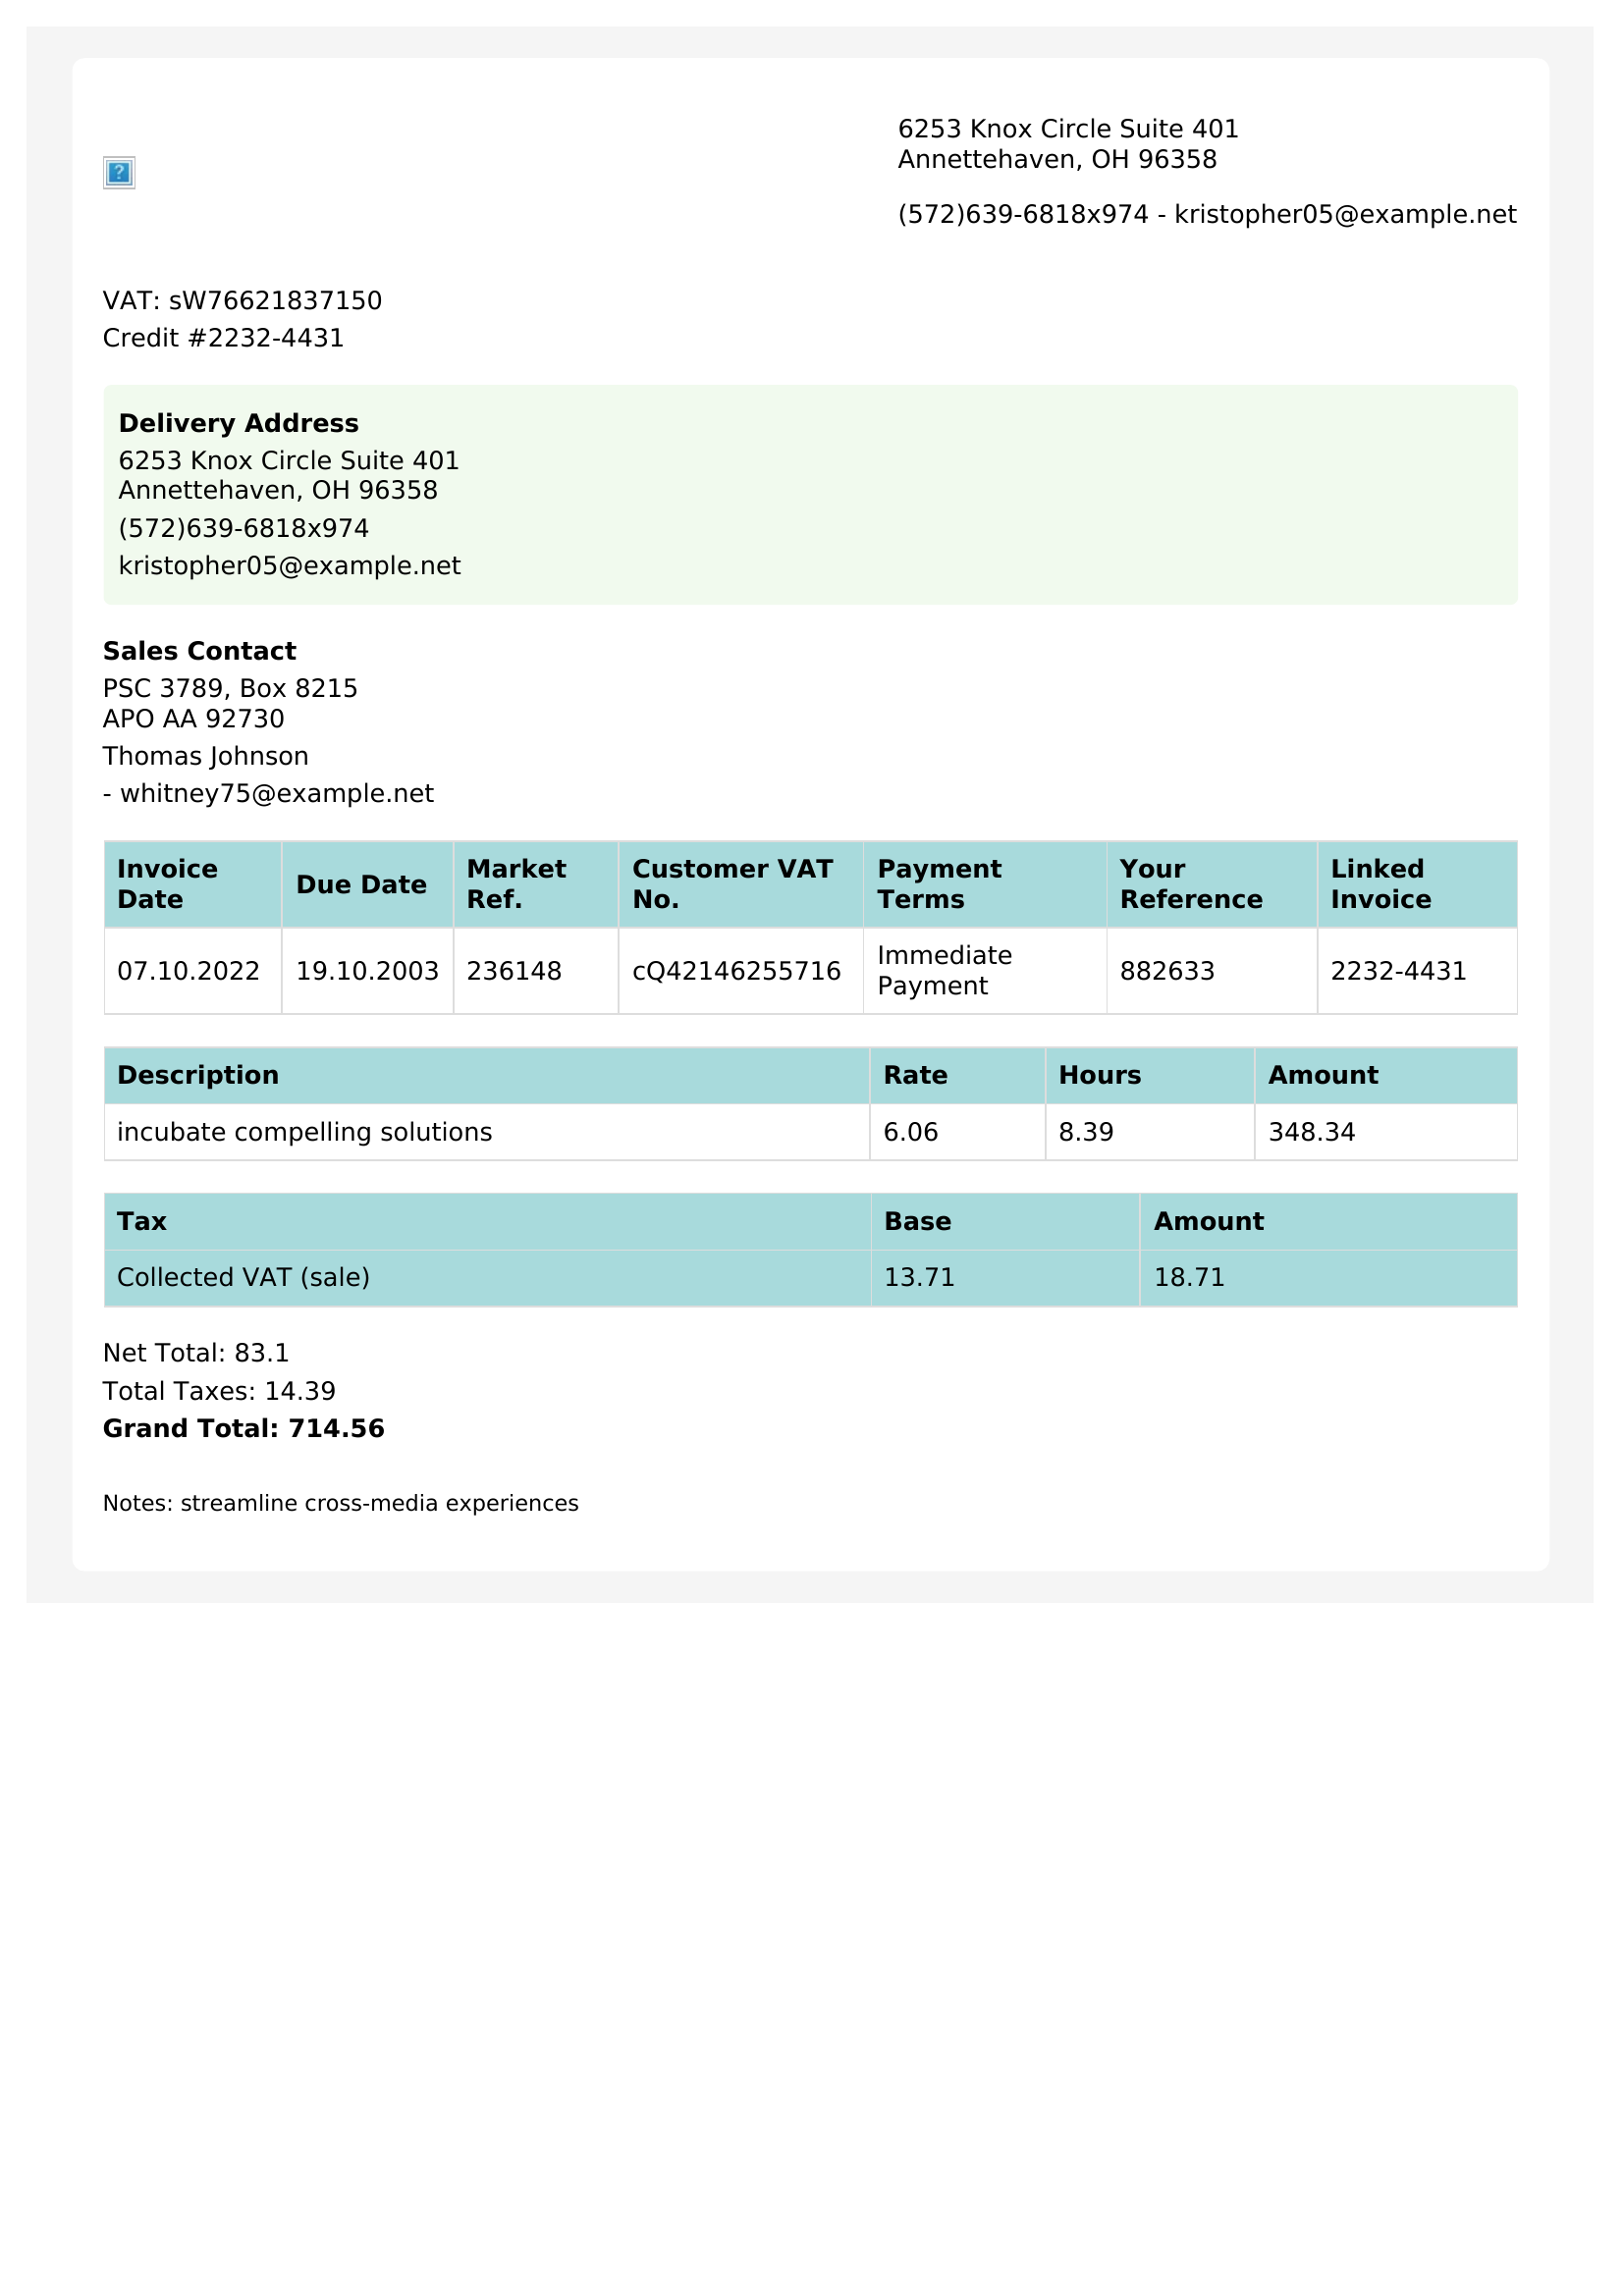 6253 Knox Circle Suite 401
Annettehaven, OH 96358
(572)639-6818x974 - kristopher05@example.net
VAT: sW76621837150
Credit #2232-4431
Delivery Address
6253 Knox Circle Suite 401
Annettehaven, OH 96358
(572)639-6818x974
kristopher05@example.net
Sales Contact
PSC 3789, Box 8215
APO AA 92730
Thomas Johnson
- whitney75@example.net
Invoice Date Due Date Market Ref. Customer VAT No. Payment Terms Your Reference Linked Invoice
07.10.2022 19.10.2003 236148 cQ42146255716 Immediate Payment 882633 2232-4431
Description Rate Hours Amount
incubate compelling solutions 6.06 8.39 348.34
Tax Base Amount
Collected VAT (sale) 13.71 18.71
Net Total: 83.1
Total Taxes: 14.39
Grand Total: 714.56
Notes: streamline cross-media experiences